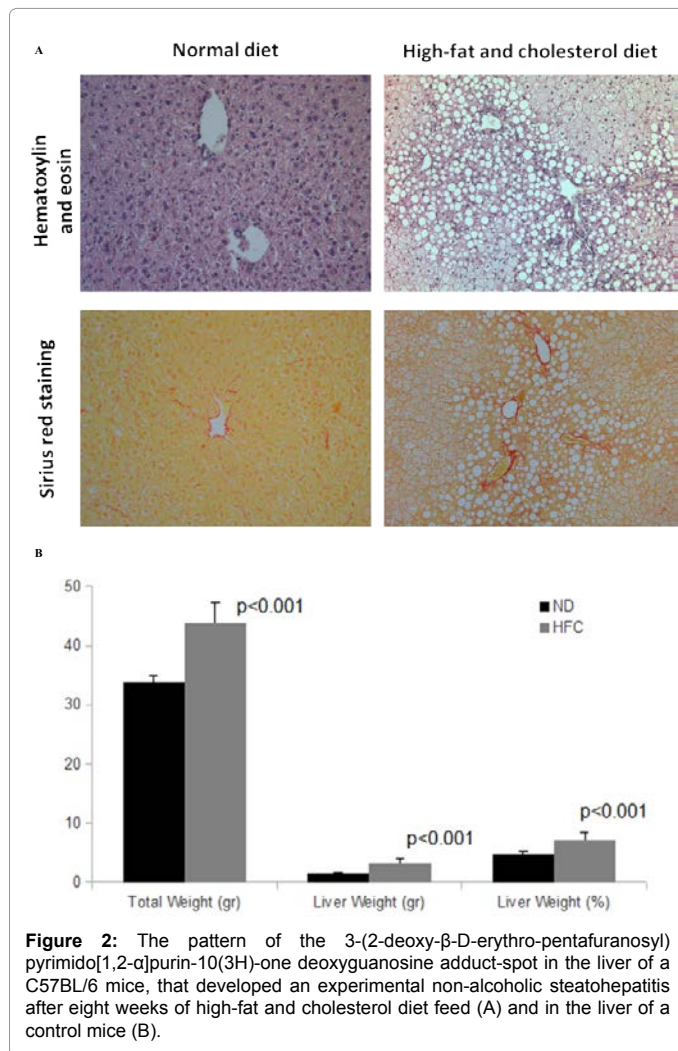 A
Normal diet
High-fat and cholesterol diet
Hematoxylin
and eosin
Sirius red staining
B
50
40
30
20
10
0
p<0.001
p<0.001
p<0.001
ND
HFC
Total Weight (gr)
Liver Weight (gr)
Liver Weight (%)
Figure 2: The pattern of the 3-(2-deoxy-β-D-erythro-pentafuranosyl)
pyrimido[1,2-α]purin-10(3H)-one deoxyguanosine adduct-spot in the liver of a
C57BL/6 mice, that developed an experimental non-alcoholic steatohepatitis
after eight weeks of high-fat and cholesterol diet feed (A) and in the liver of a
control mice (B).